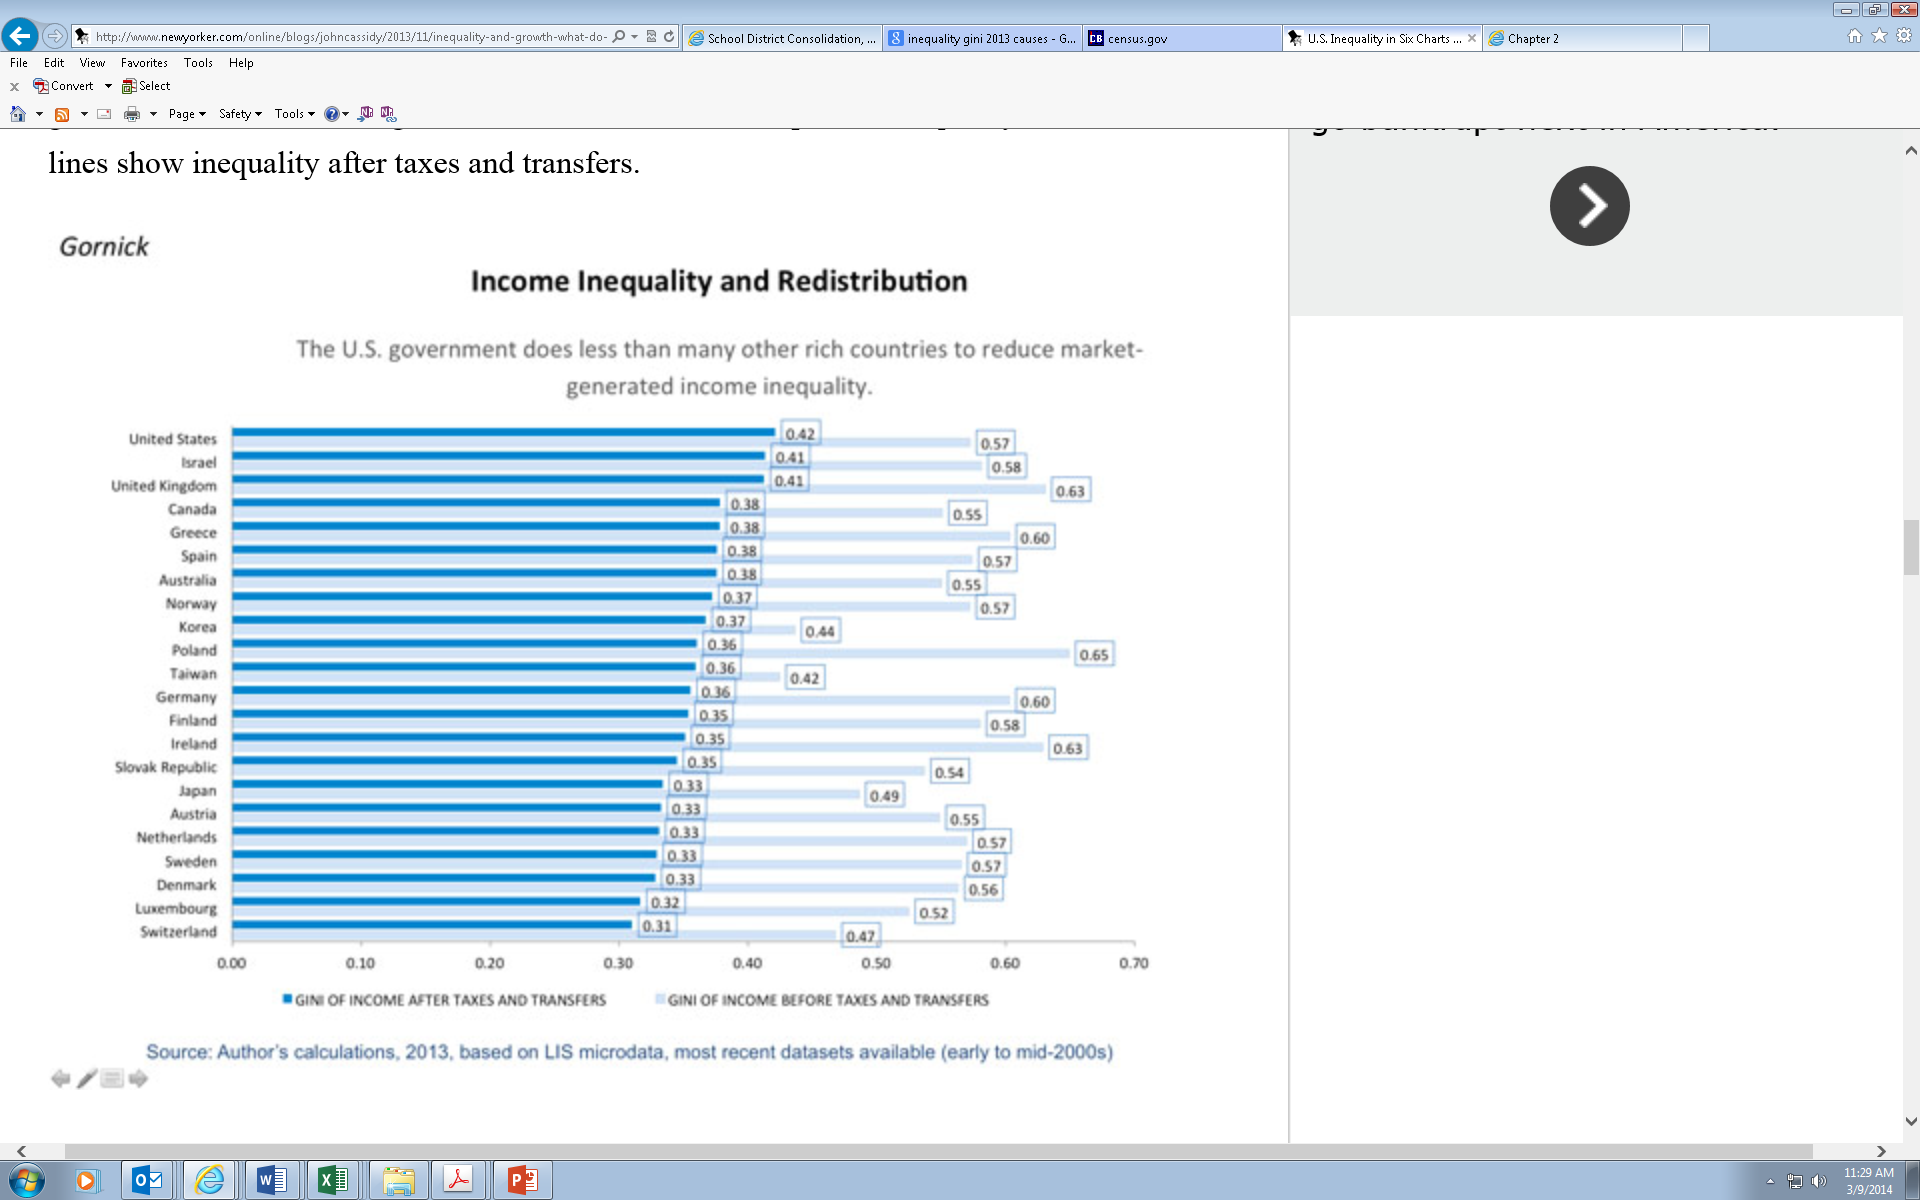 http://www.newyorker.com/online/blogs/johncassidy/2013/11/inequality-and-growth-what-do-
School District Consolidation, ...
inequality gini 2013 causes - G...
CB census.gov
U.S. Inequality in Six Charts ...
Chapter 2
File Edit View Favorites Tools Help
x Convert Select
Page Safety Tools
lines show inequality after taxes and transfers.
Gornick
Income Inequality and Redistribution
The U.S. government does less than many other rich countries to reduce market-
generated income inequality.
United States 0.42 0.57
Israel 0.41 0.58
United Kingdom 0.41 0.63
Canada 0.38 0.55
Greece 0.38 0.60
Spain 0.38 0.57
Australia 0.38 0.55
Norway 0.37 0.57
Korea 0.37 0.44
Poland 0.36 0.65
Taiwan 0.36 0.42
Germany 0.36 0.60
Finland 0.35 0.58
Ireland 0.35 0.63
Slovak Republic 0.35 0.54
Japan 0.33 0.49
Austria 0.33 0.55
Netherlands 0.33 0.57
Sweden 0.33 0.57
Denmark 0.33 0.56
Luxembourg 0.32 0.52
Switzerland 0.31 0.47
0.00 0.10 0.20 0.30 0.40 0.50 0.60 0.70
GINI OF INCOME AFTER TAXES AND TRANSFERS GINI OF INCOME BEFORE TAXES AND TRANSFERS
Source: Author's calculations, 2013, based on LIS microdata, most recent datasets available (early to mid-2000s)
11:29 AM
3/9/2014